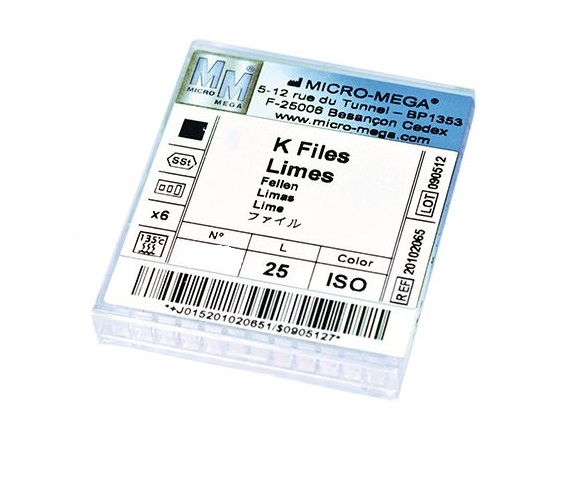 MM®
MICRO
MEGA
MICRO-MEGA®
5-12 rue du Tunnel – BP1353
F-25006 Besançon Cedex
www.micro-mega.com
K Files
Limes
Feilen
Limas
Lime
ファイル
SSt
x6
135°c
N° L Color
25 ISO
LOT 090512
REF 20102065
*+J015201020651/$0905127*